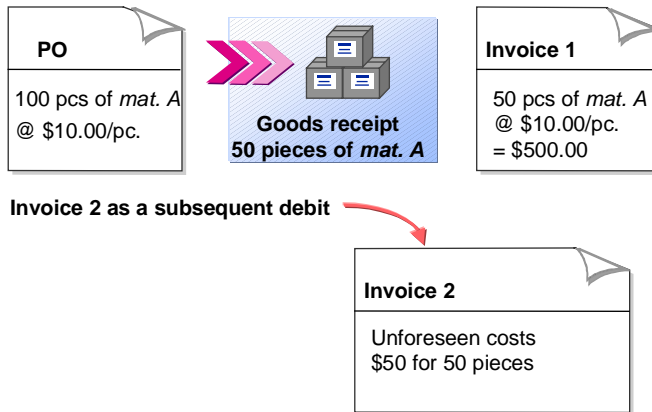 PO
100 pcs of mat. A
@ $10.00/pc.
Goods receipt
50 pieces of mat. A
Invoice 1
50 pcs of mat. A
@ $10.00/pc.
= $500.00
Invoice 2 as a subsequent debit
Invoice 2
Unforeseen costs
$50 for 50 pieces